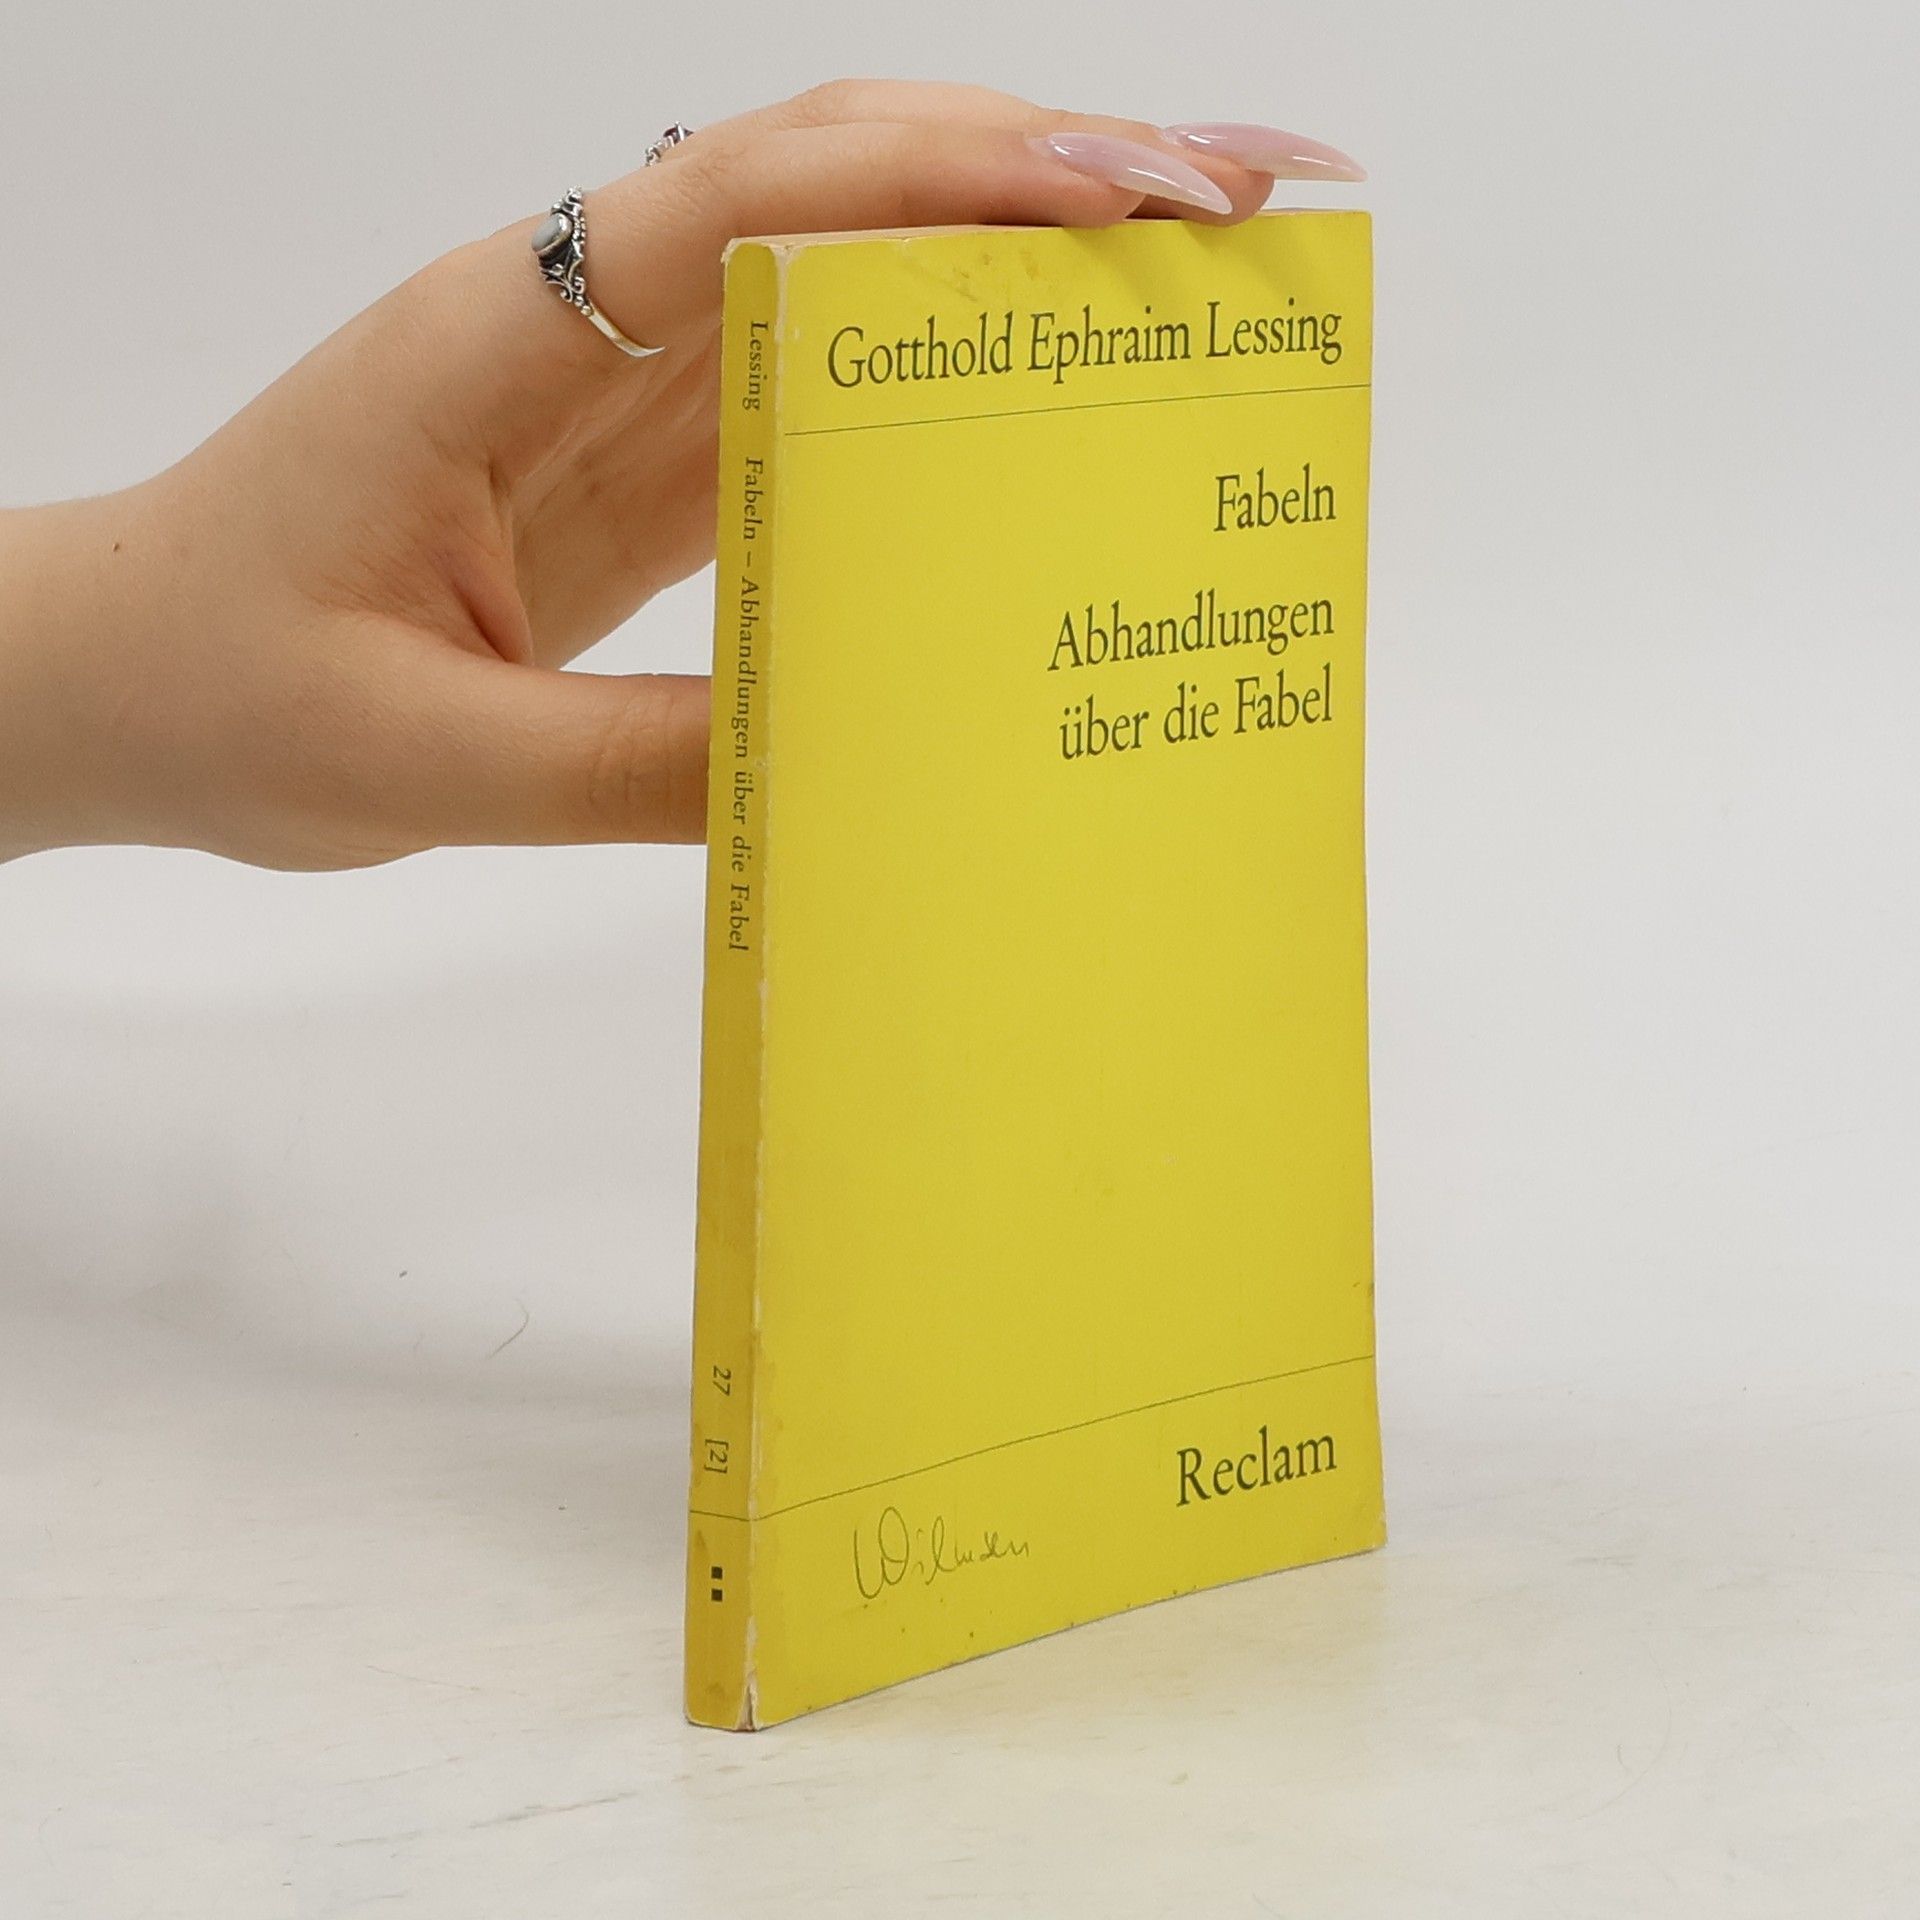 Gotthold Ephraim Lessing
Fabeln
Abhandlungen
über die Fabel
Reclam
Lessing Fabeln – Abhandlungen über die Fabel
27 [2]